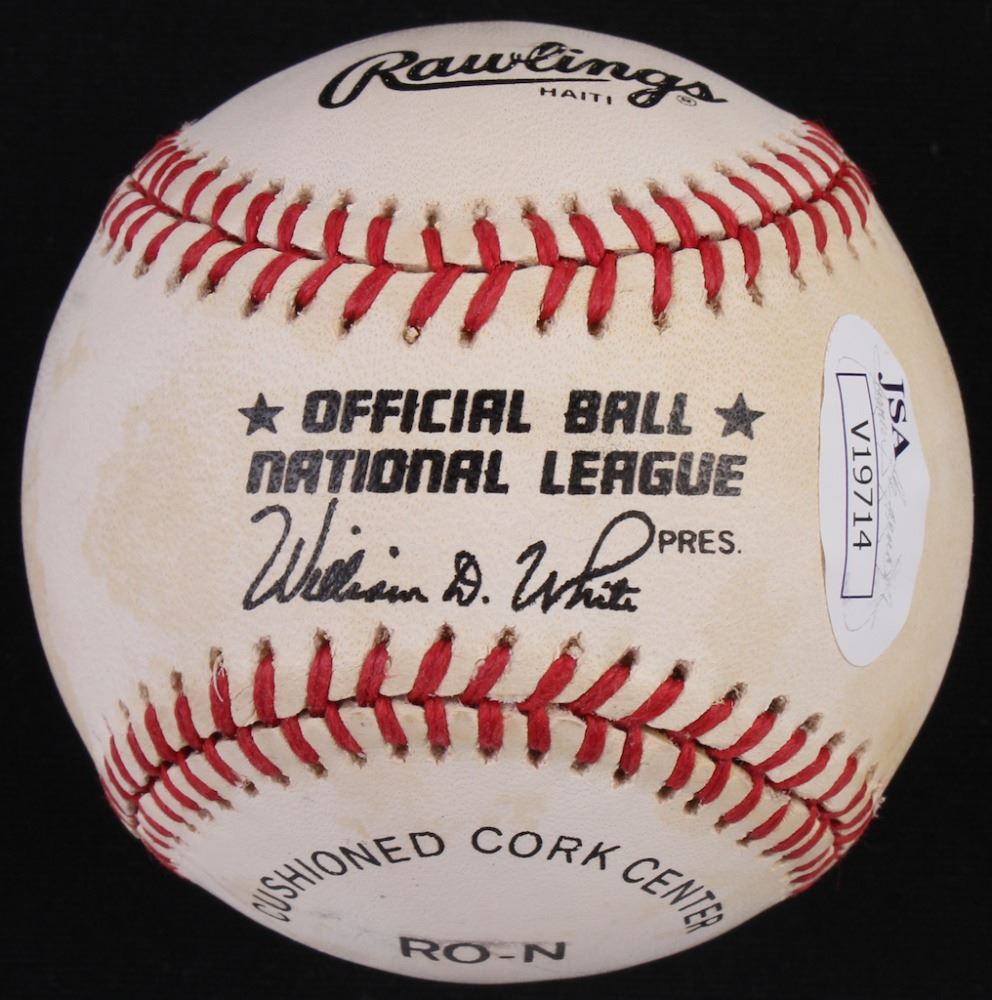 Rawlings ®
HAITI
★ OFFICIAL BALL ★
NATIONAL LEAGUE
William D. White PRES.
CUSHIONED CORK CENTER
RO-N
JSA
V19714